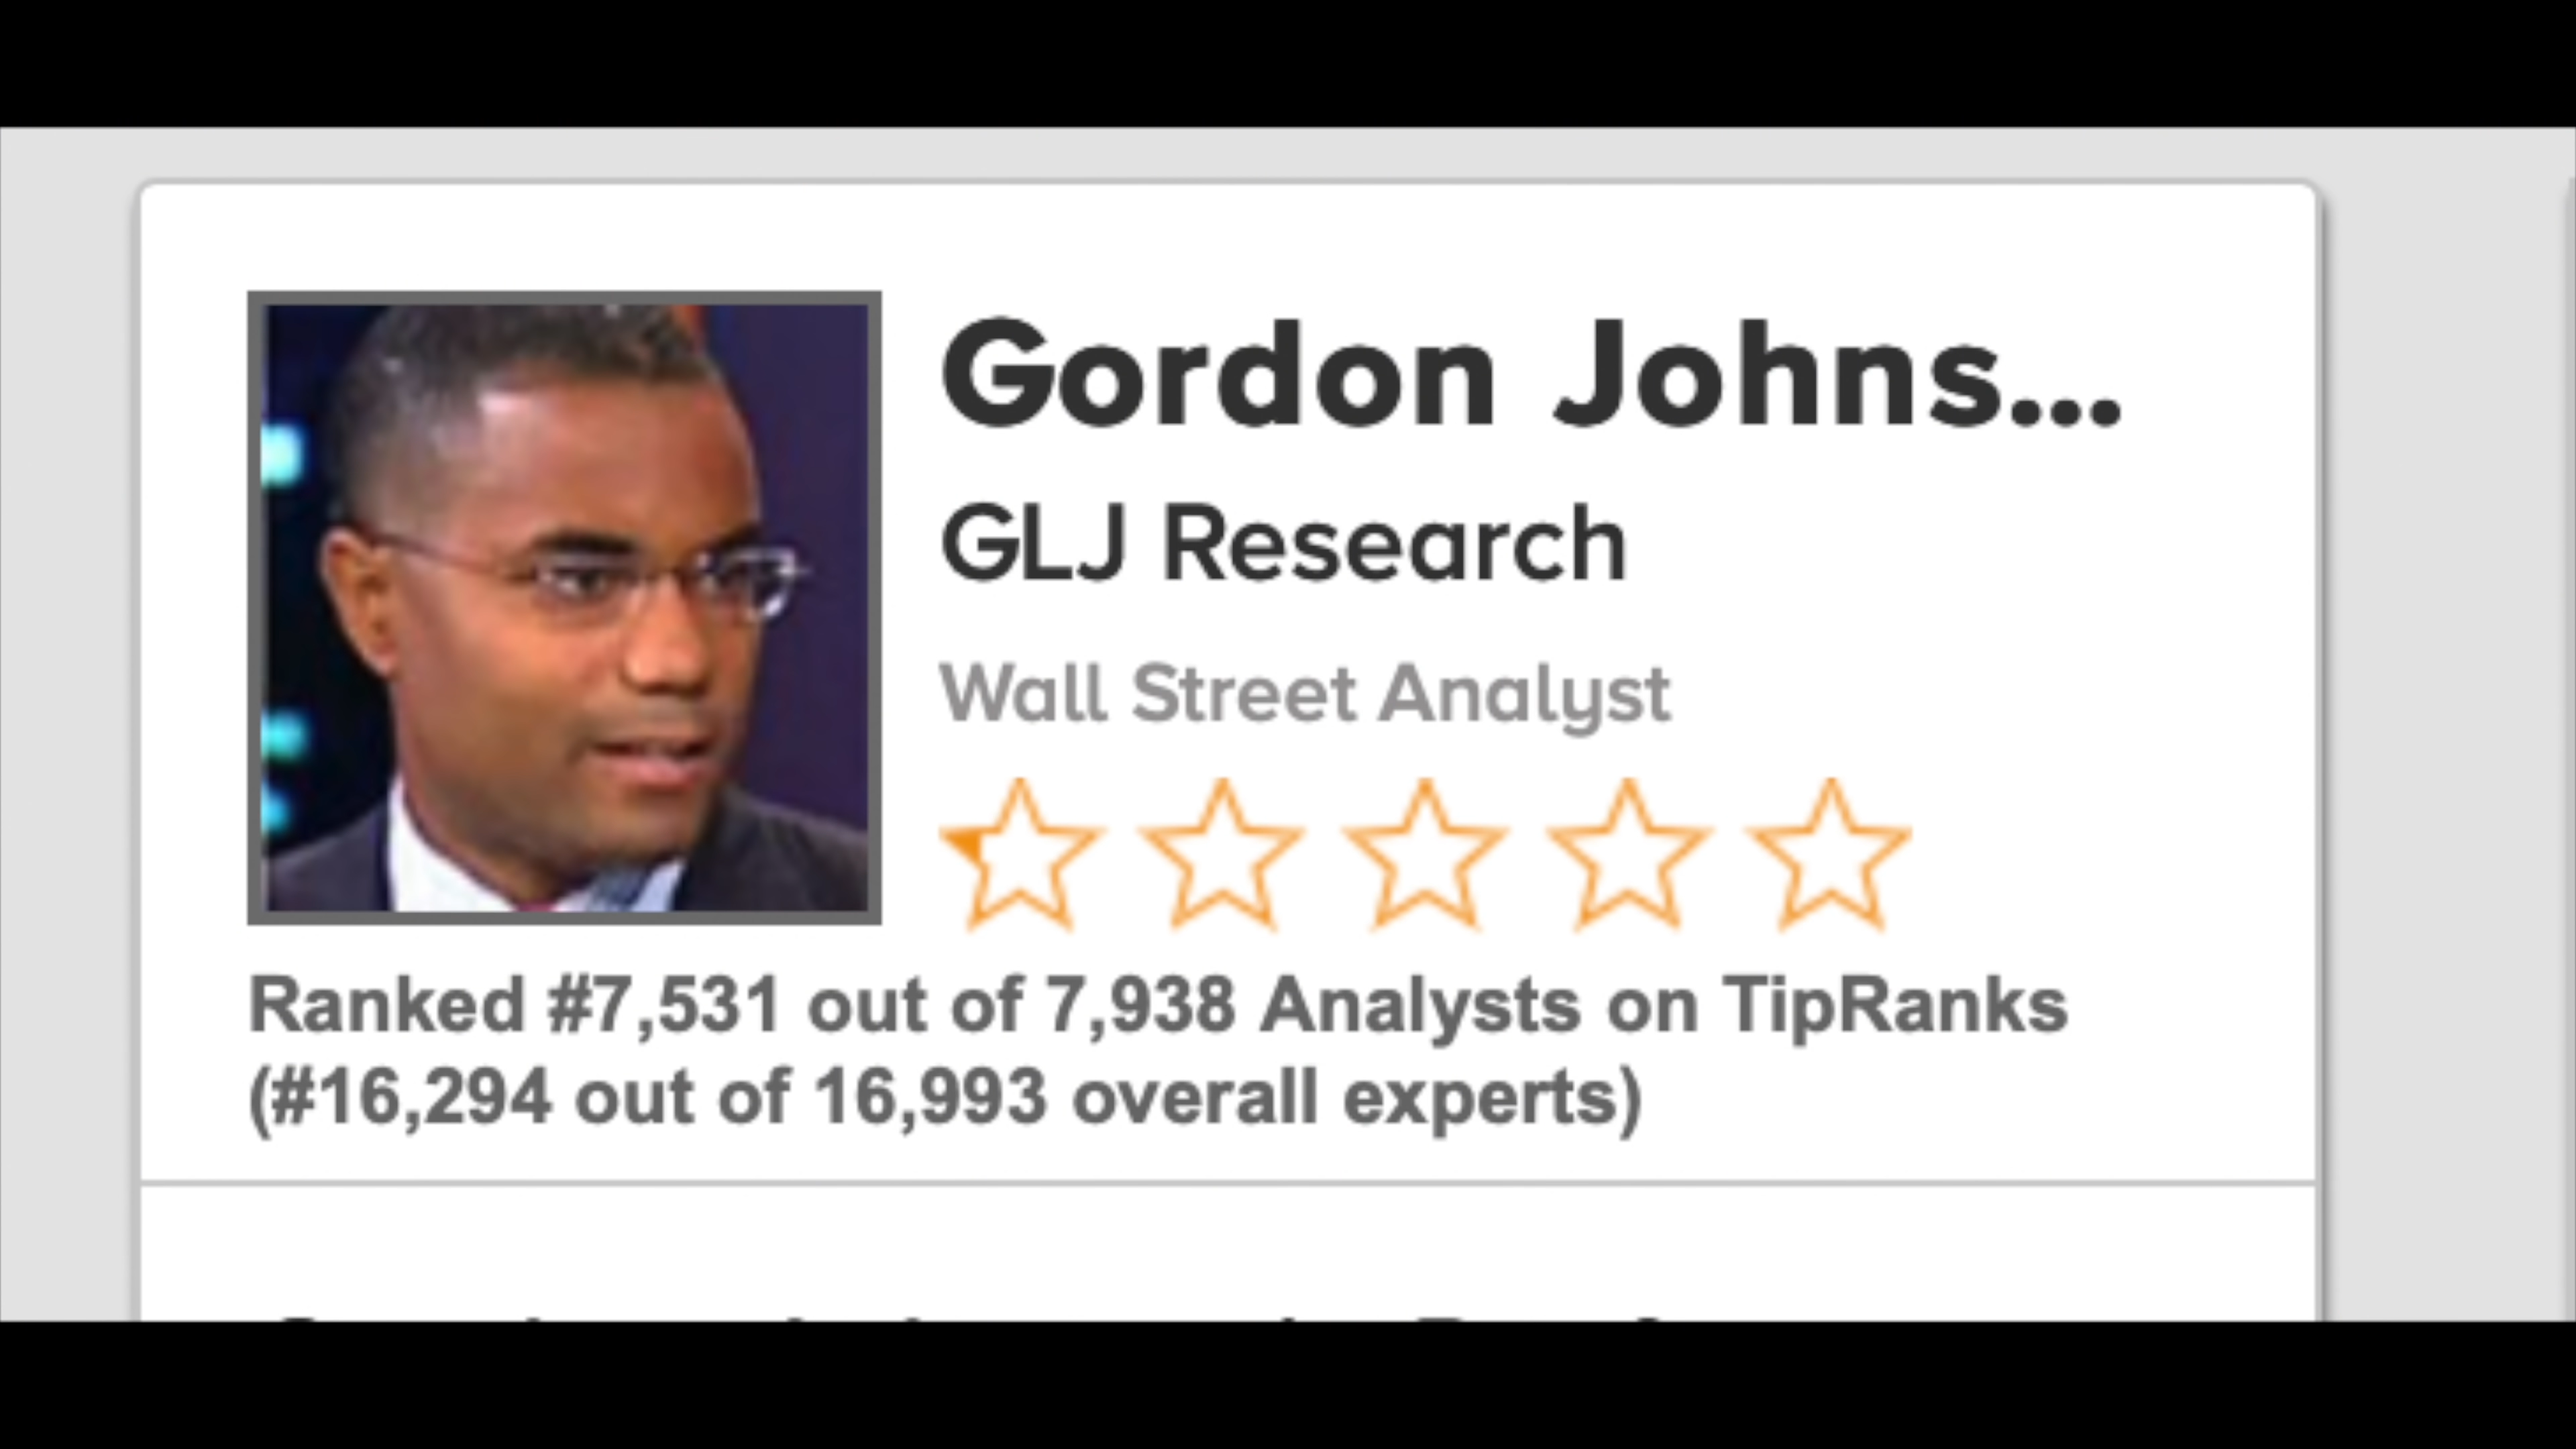 Gordon Johns...
GLJ Research
Wall Street Analyst
Ranked #7,531 out of 7,938 Analysts on TipRanks
(#16,294 out of 16,993 overall experts)